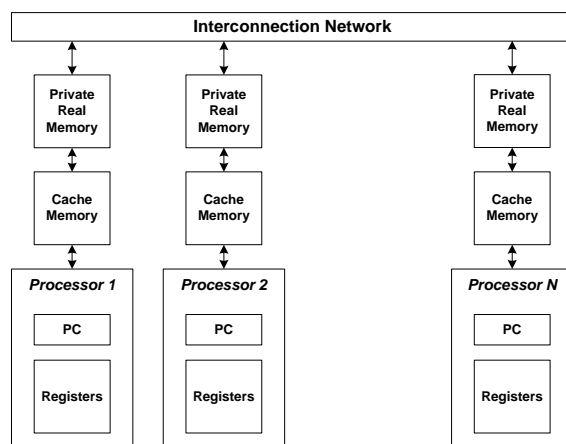 Interconnection Network
Private
Real
Memory
Private
Real
Memory
Private
Real
Memory
Cache
Memory
Cache
Memory
Cache
Memory
Processor 1
Processor 2
Processor N
PC
PC
PC
Registers
Registers
Registers